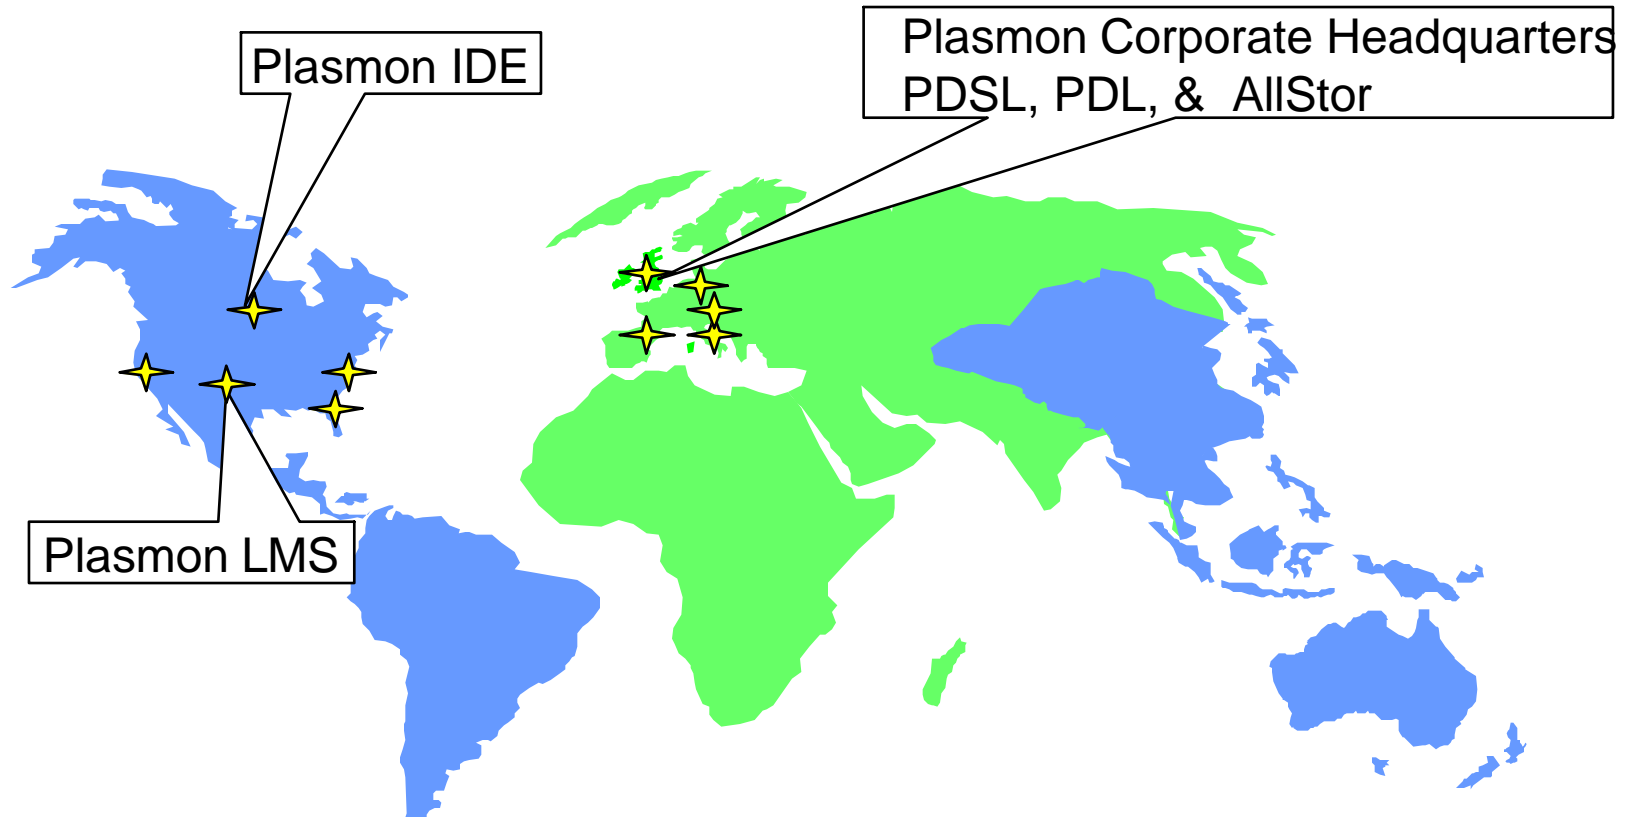 Plasmon IDE
Plasmon Corporate Headquarters
PDSL, PDL, & AllStor
Plasmon LMS